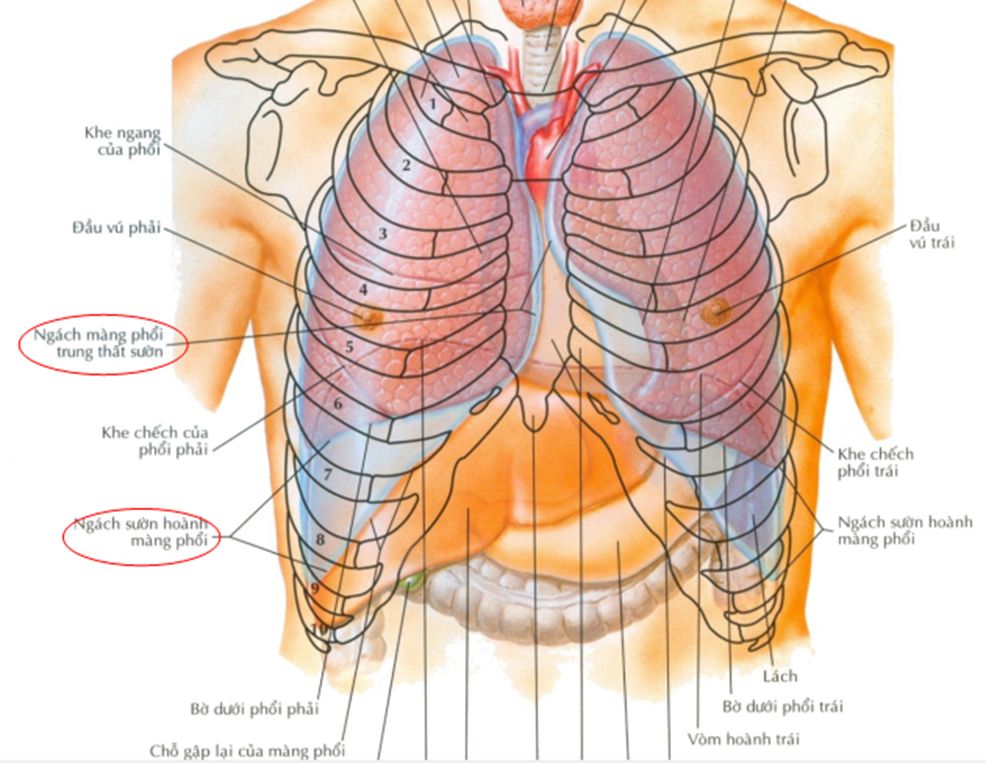 1
2
3
4
5
6
7
8
9
10
Khe ngang
của phổi
Đầu vú phải
Ngách màng phổi
trung thất sườn
Khe chếch của
phổi phải
Ngách sườn hoành
màng phổi
Bờ dưới phổi phải
Chỗ gập lại của màng phổi
Đầu
vú trái
Khe chếch
phổi trái
Ngách sườn hoành
màng phổi
Lách
Bờ dưới phổi trái
Vòm hoành trái